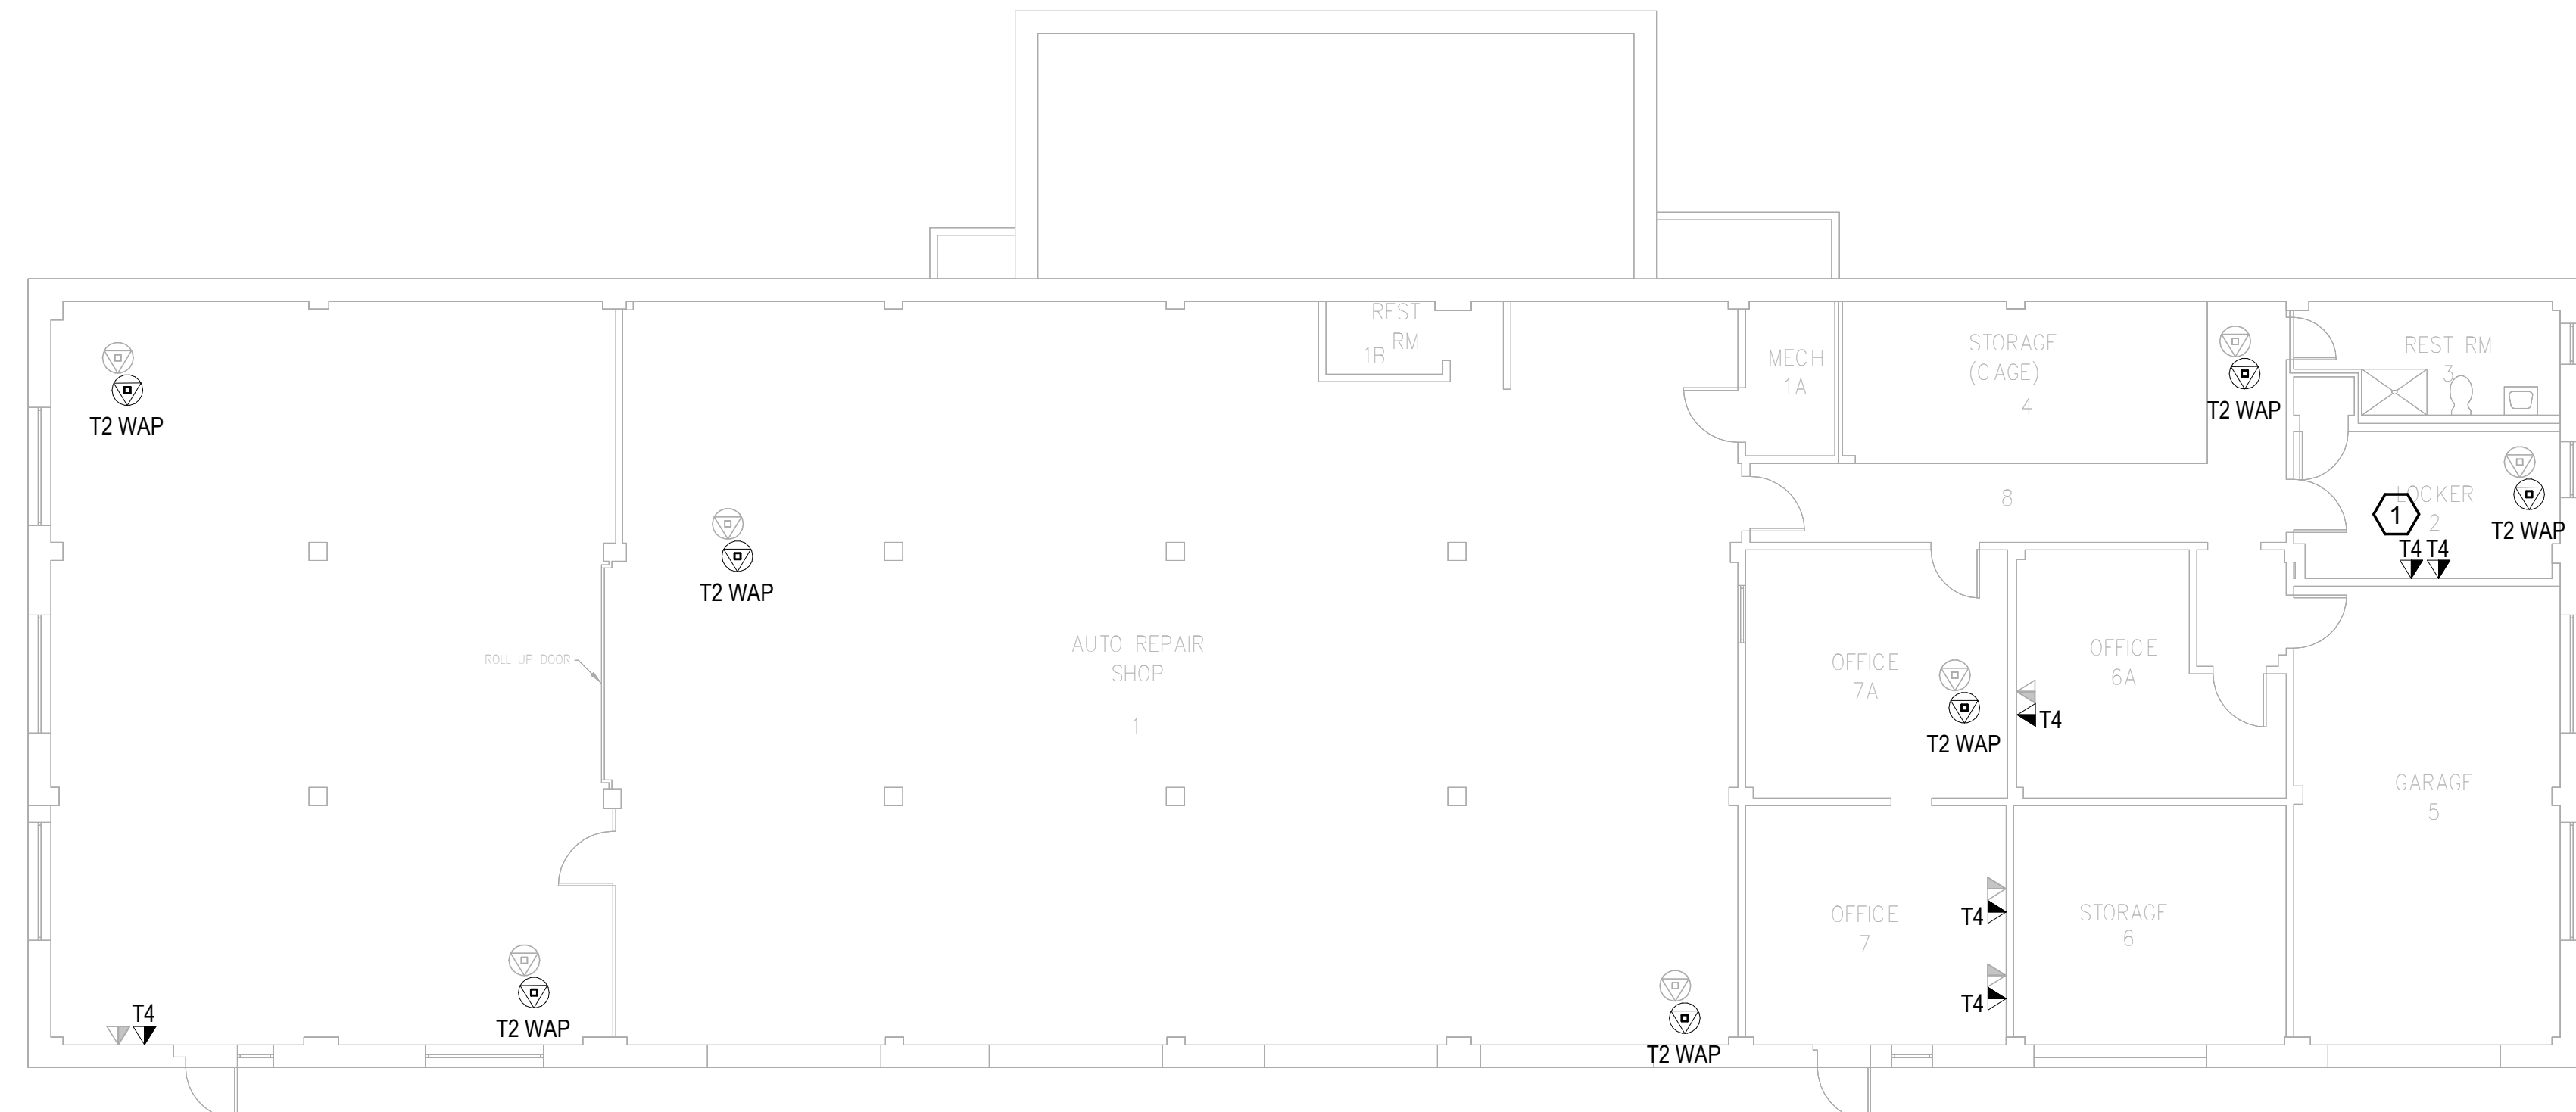 REST
RM
1B
MECH
1A
STORAGE
(CAGE)
4
REST RM
3
T2 WAP
T2 WAP
T2 WAP
8
LOCKER
2
1
T2 WAP
T4 T4
AUTO REPAIR
SHOP
1
ROLL UP DOOR
OFFICE
7A
T2 WAP
OFFICE
6A
T4
GARAGE
5
OFFICE
7
T4
T4
STORAGE
6
T4
T2 WAP
T2 WAP